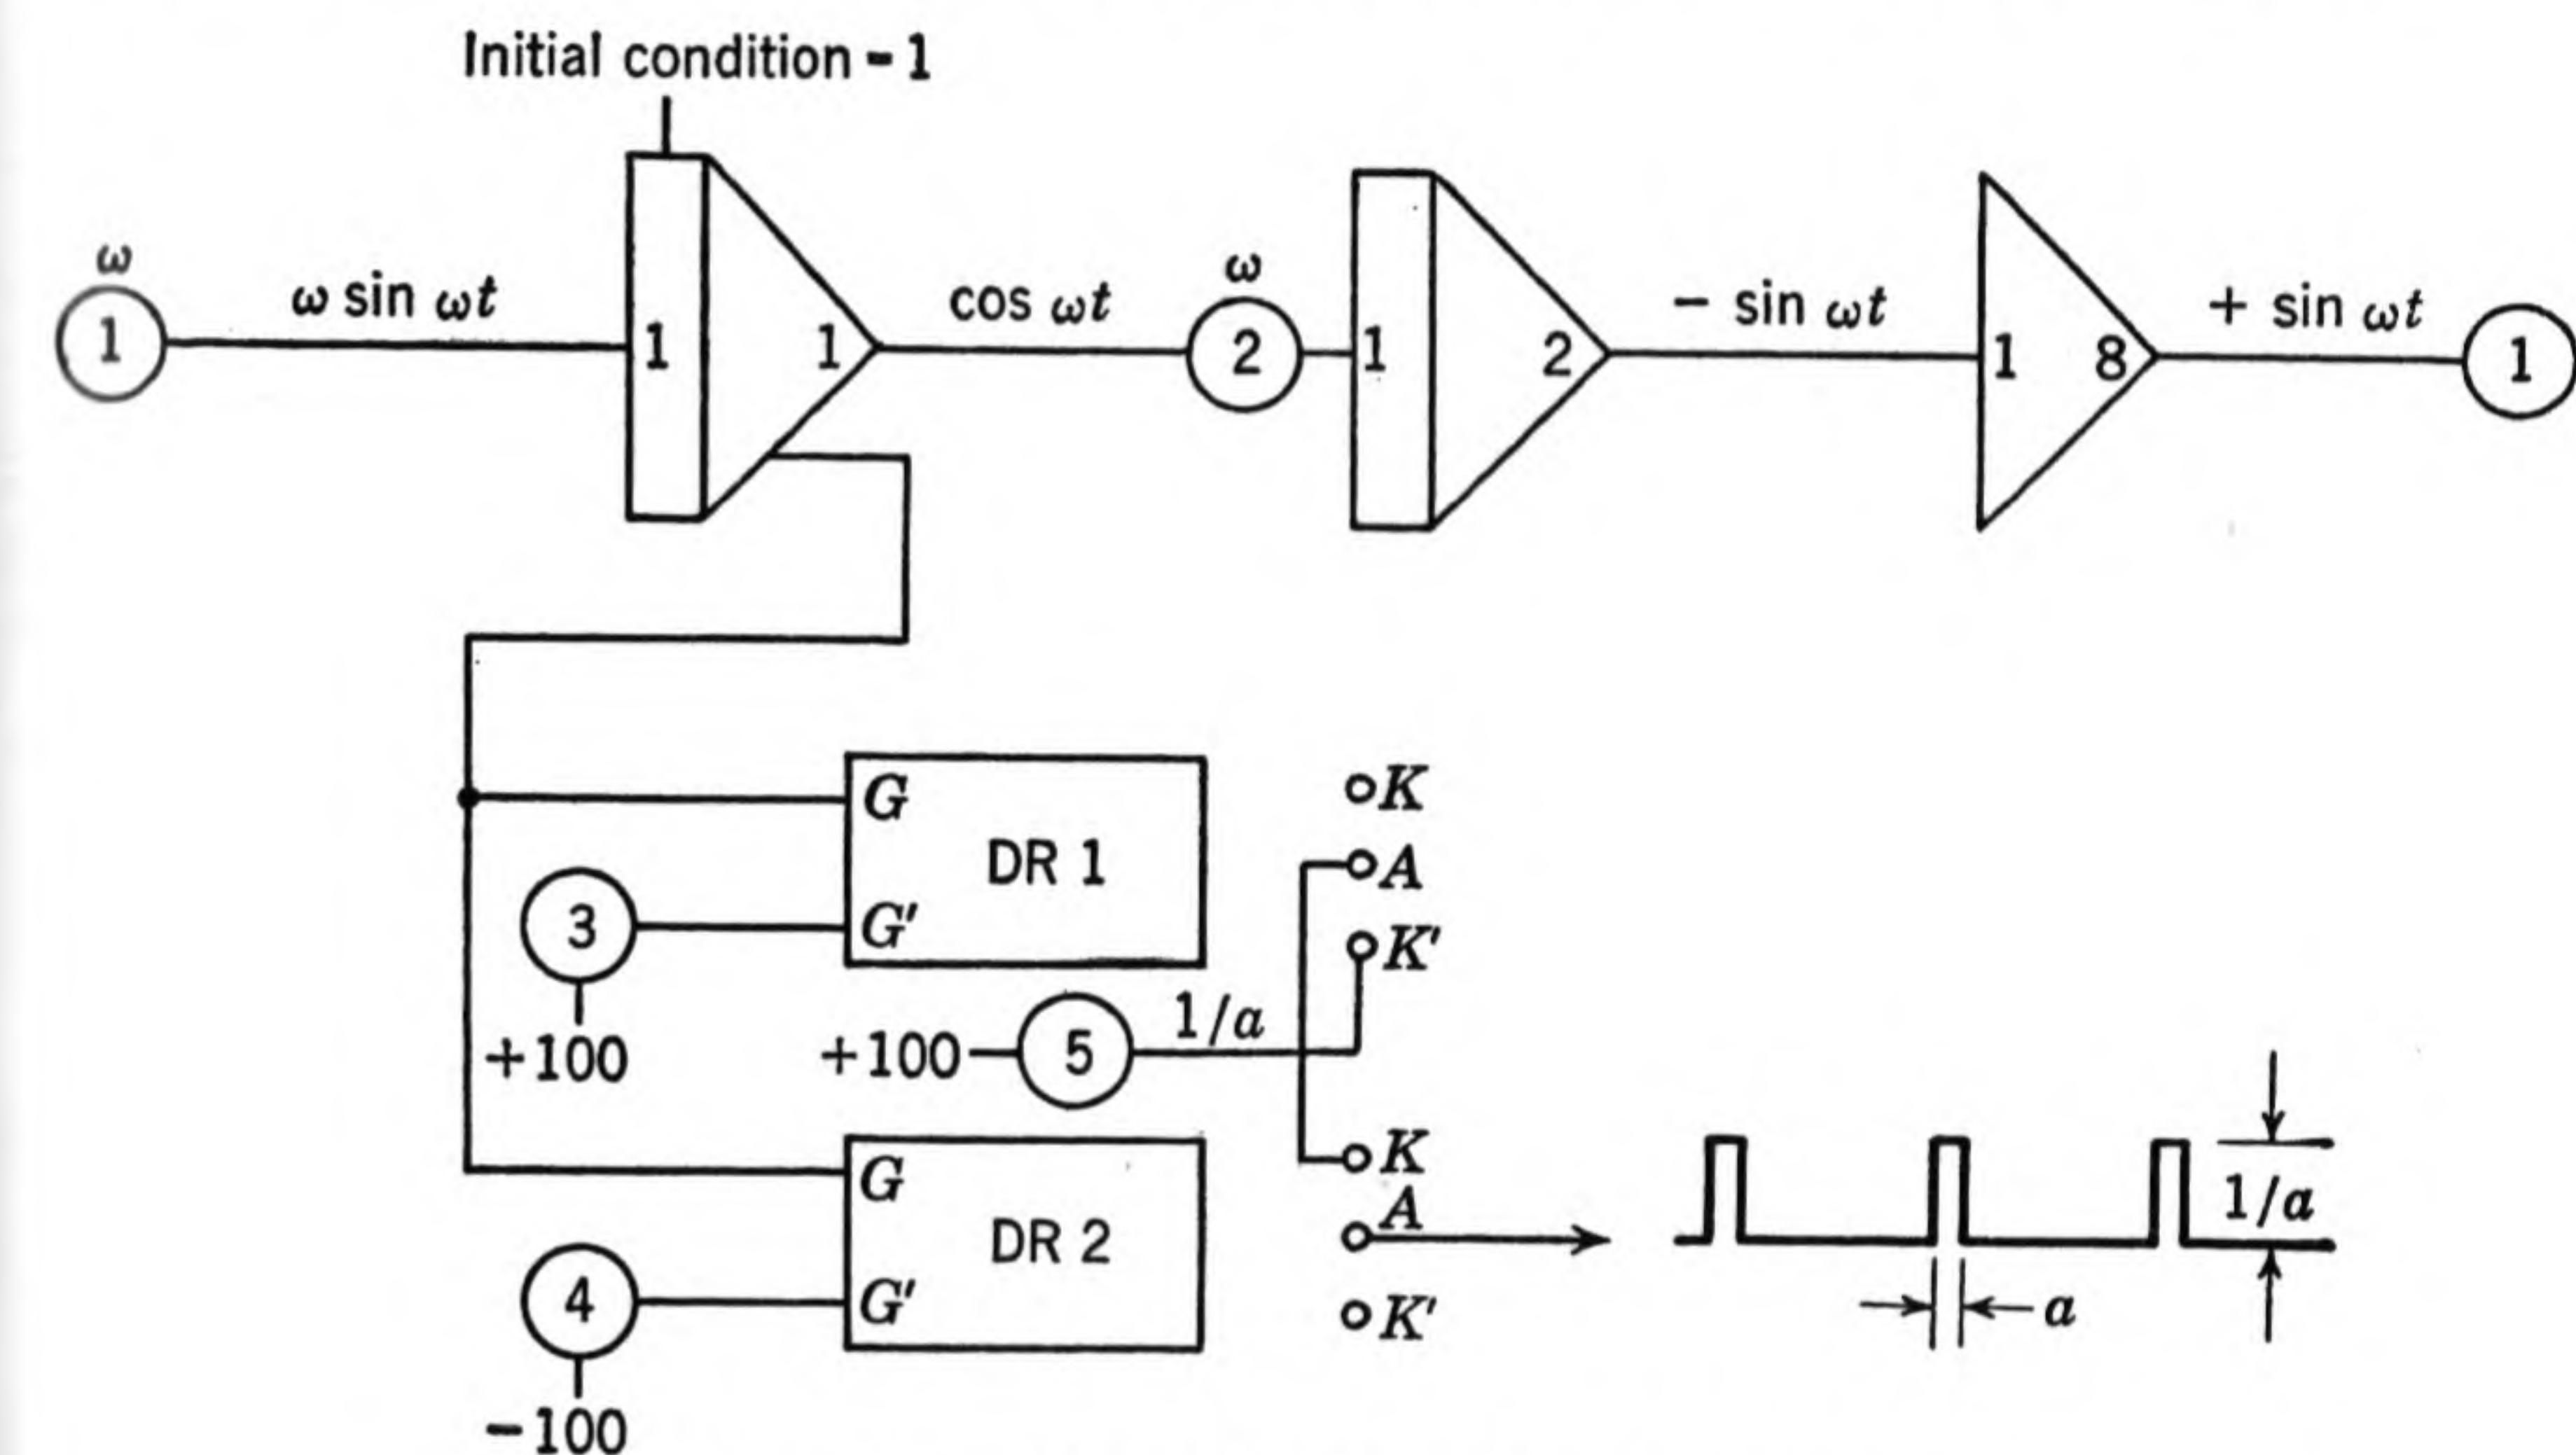 Initial condition - 1
ω
1
ω sin ωt
1
1
cos ωt
ω
2
1
2
- sin ωt
1
8
+ sin ωt
1
G
DR 1
G'
3
+100
K
A
K'
+100
5
1/a
G
DR 2
G'
4
-100
K
A
K'
1/a
a